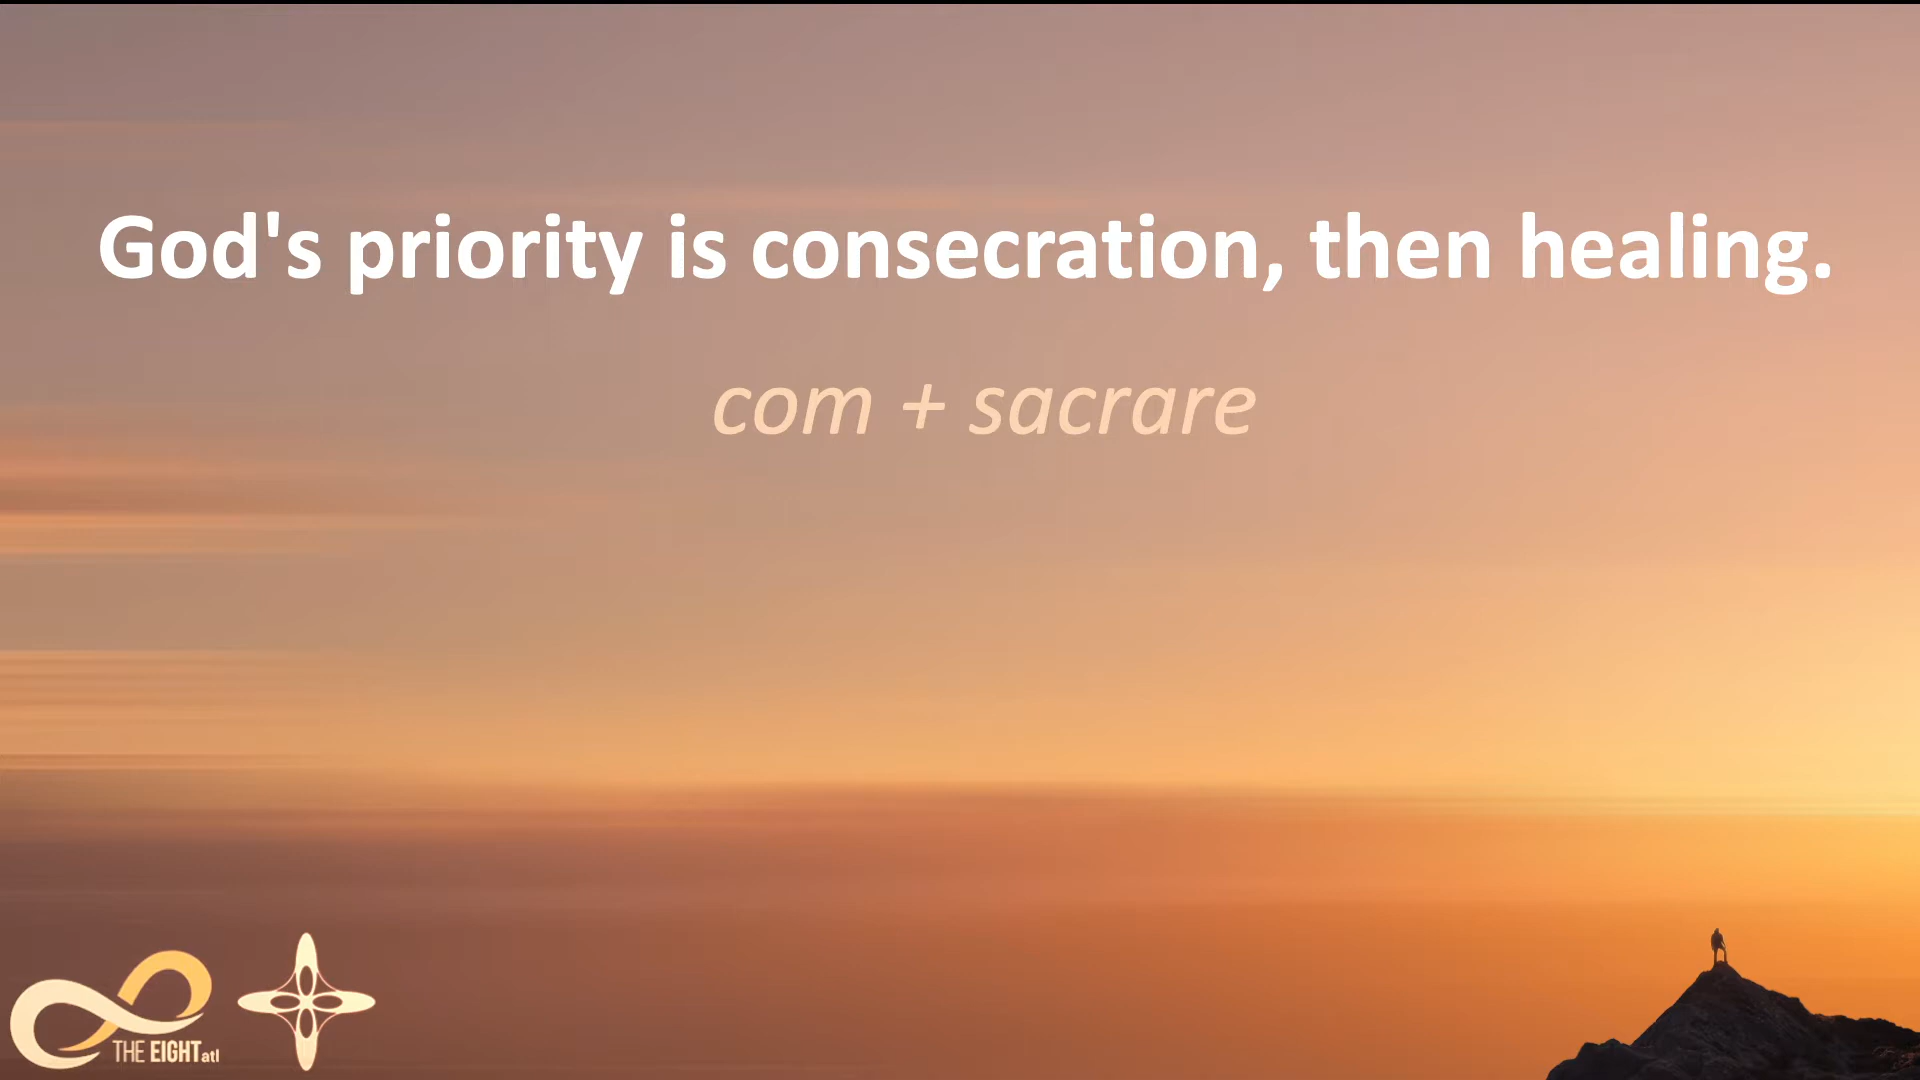 God's priority is consecration, then healing.
com + sacrare
THE EIGHTatl